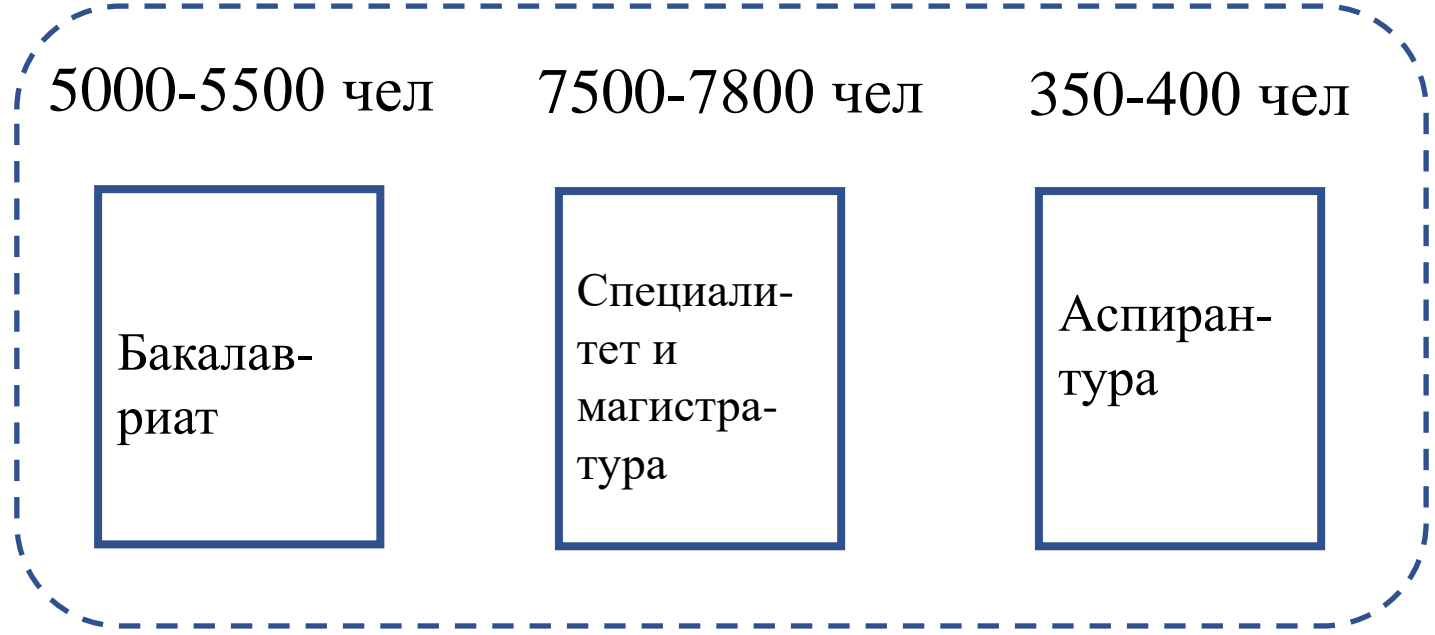 5000-5500 чел
7500-7800 чел
350-400 чел
Бакалав-
риат
Специали-
тет и
магистра-
тура
Аспиран-
тура